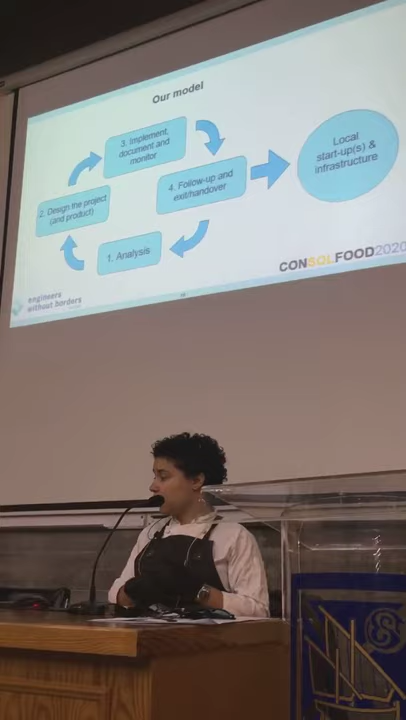 Our model
3. Implement,
document and
monitor
2. Design the project
(and product)
4. Follow-up and
exit/handover
1. Analysis
Local
start-up(s) &
infrastructure
engineers
without borders
CONSOLFOOD2020